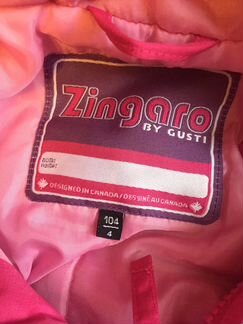 Zingaro
BY GUSTI
DESIGNED IN CANADA / DESSINÉ AU CANADA
104
4